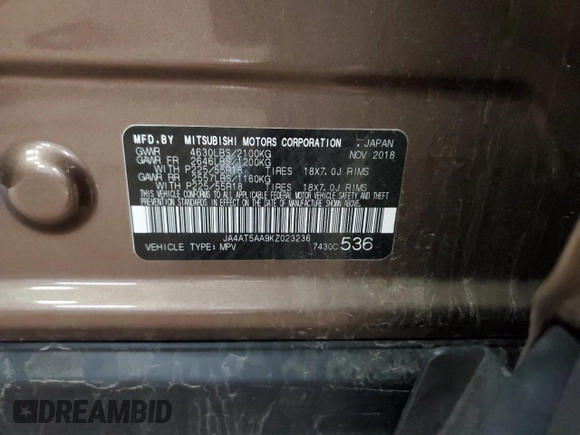 MFD.BY MITSUBISHI MOTORS CORPORATION , JAPAN
GVWR 4630LBS/2100KG NOV 2018
GAWR FR 2646LBS/1200KG
WITH P225/55R18 TIRES 18X7.0J RIMS
GAWR RR 2557LBS/1160KG
WITH P225/55R18 TIRES 18X7.0J RIMS
THIS VEHICLE CONFORMS TO ALL APPLICABLE FEDERAL MOTOR VEHICLE SAFETY AND THEFT
PREVENTION STANDARDS IN EFFECT ON THE DATE OF MANUFACTURE SHOWN ABOVE.
JA4AT5AA9KZ023236
VEHICLE TYPE:MPV 7430C 536
DREAMBID